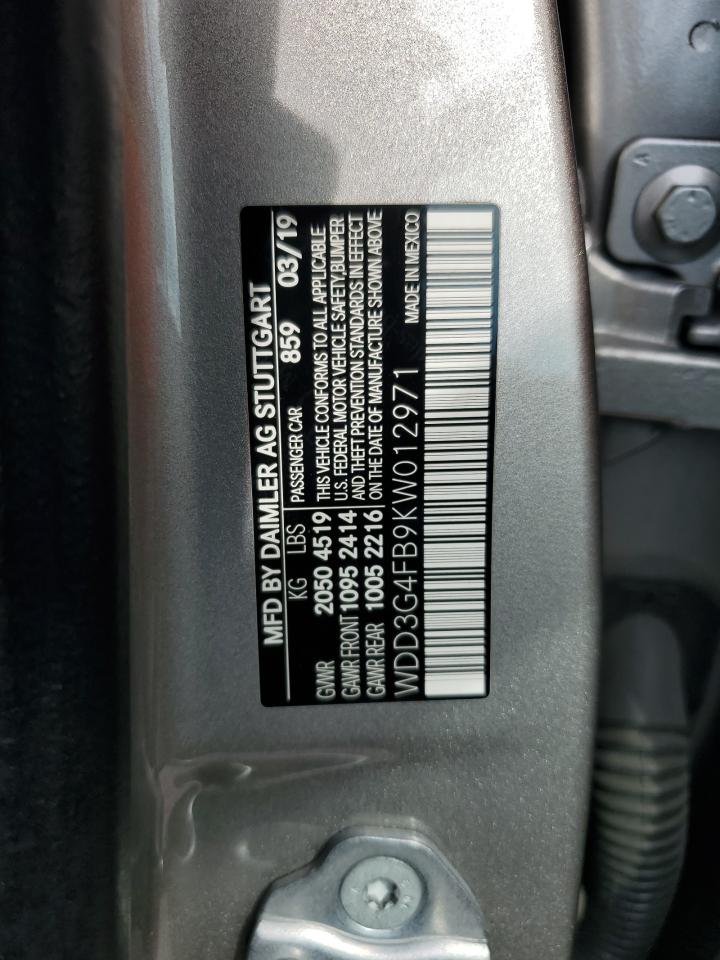 MFD BY DAIMLER AG STUTTGART
859 03/19
KG LBS PASSENGER CAR
GVWR 2050 4519 THIS VEHICLE CONFORMS TO ALL APPLICABLE
GAWR FRONT 1095 2414 U.S. FEDERAL MOTOR VEHICLE SAFETY,BUMPER
GAWR REAR 1005 2216 AND THEFT PREVENTION STANDARDS IN EFFECT
ON THE DATE OF MANUFACTURE SHOWN ABOVE
WDD3G4FB9KW012971 MADE IN MEXICO